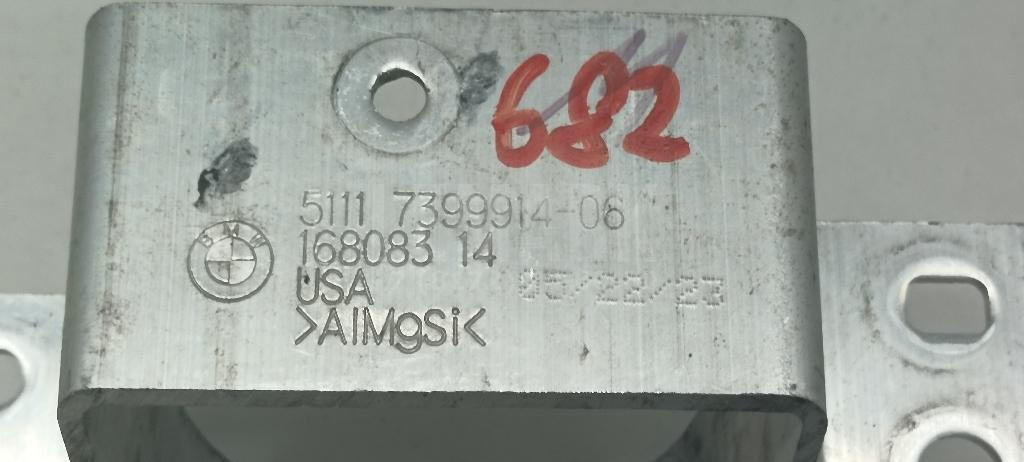 682
5111 7399914-06
BMW
168083 14
USA
05/22/23
>AlMgSi<